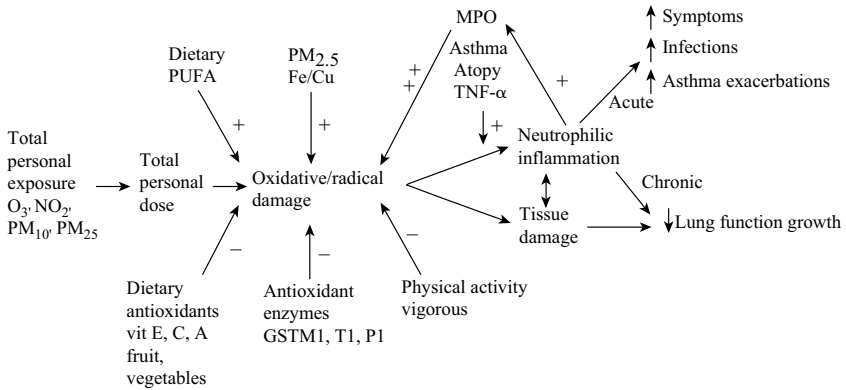 MPO
Symptoms
Infections
Asthma exacerbations
Acute
Dietary
PUFA
PM2.5
Fe/Cu
Asthma
Atopy
TNF-α
+
+
++
+
+
Total
personal
exposure
O3, NO2,
PM10, PM25
Total
personal
dose
Oxidative/radical
damage
Neutrophilic
inflammation
Tissue
damage
Chronic
Lung function growth
–
–
–
Dietary
antioxidants
vit E, C, A
fruit,
vegetables
Antioxidant
enzymes
GSTM1, T1, P1
Physical activity
vigorous